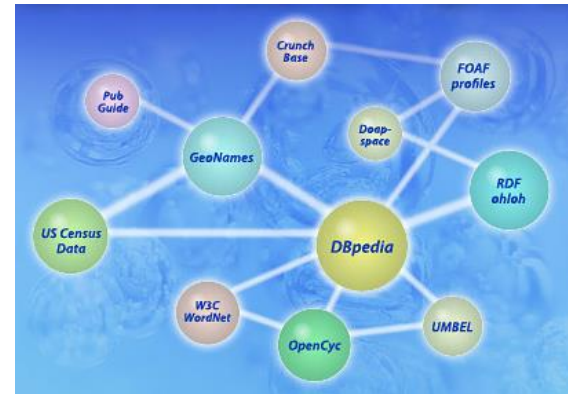 Crunch
Base
FOAF
profiles
Pub
Guide
Doap-
space
GeoNames
RDF
ohloh
US Census
Data
DBpedia
W3C
WordNet
OpenCyc
UMBEL